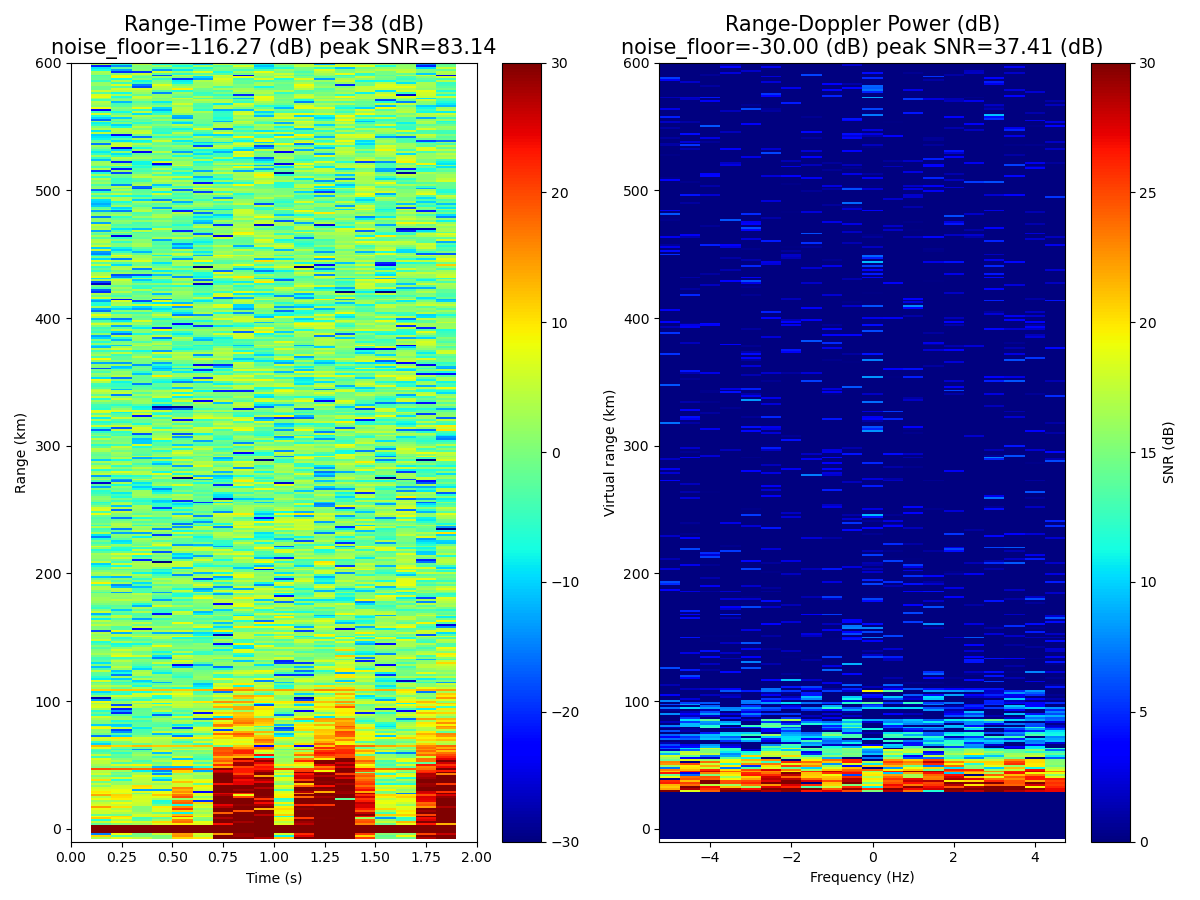 Range-Time Power f=38 (dB)
noise_floor=-116.27 (dB) peak SNR=83.14
Range (km)
600
500
400
300
200
100
0
0.00 0.25 0.50 0.75 1.00 1.25 1.50 1.75 2.00
Time (s)
30
20
10
0
−10
−20
−30
Range-Doppler Power (dB)
noise_floor=-30.00 (dB) peak SNR=37.41 (dB)
Virtual range (km)
600
500
400
300
200
100
0
−4 −2 0 2 4
Frequency (Hz)
30
25
20
15
10
5
0
SNR (dB)